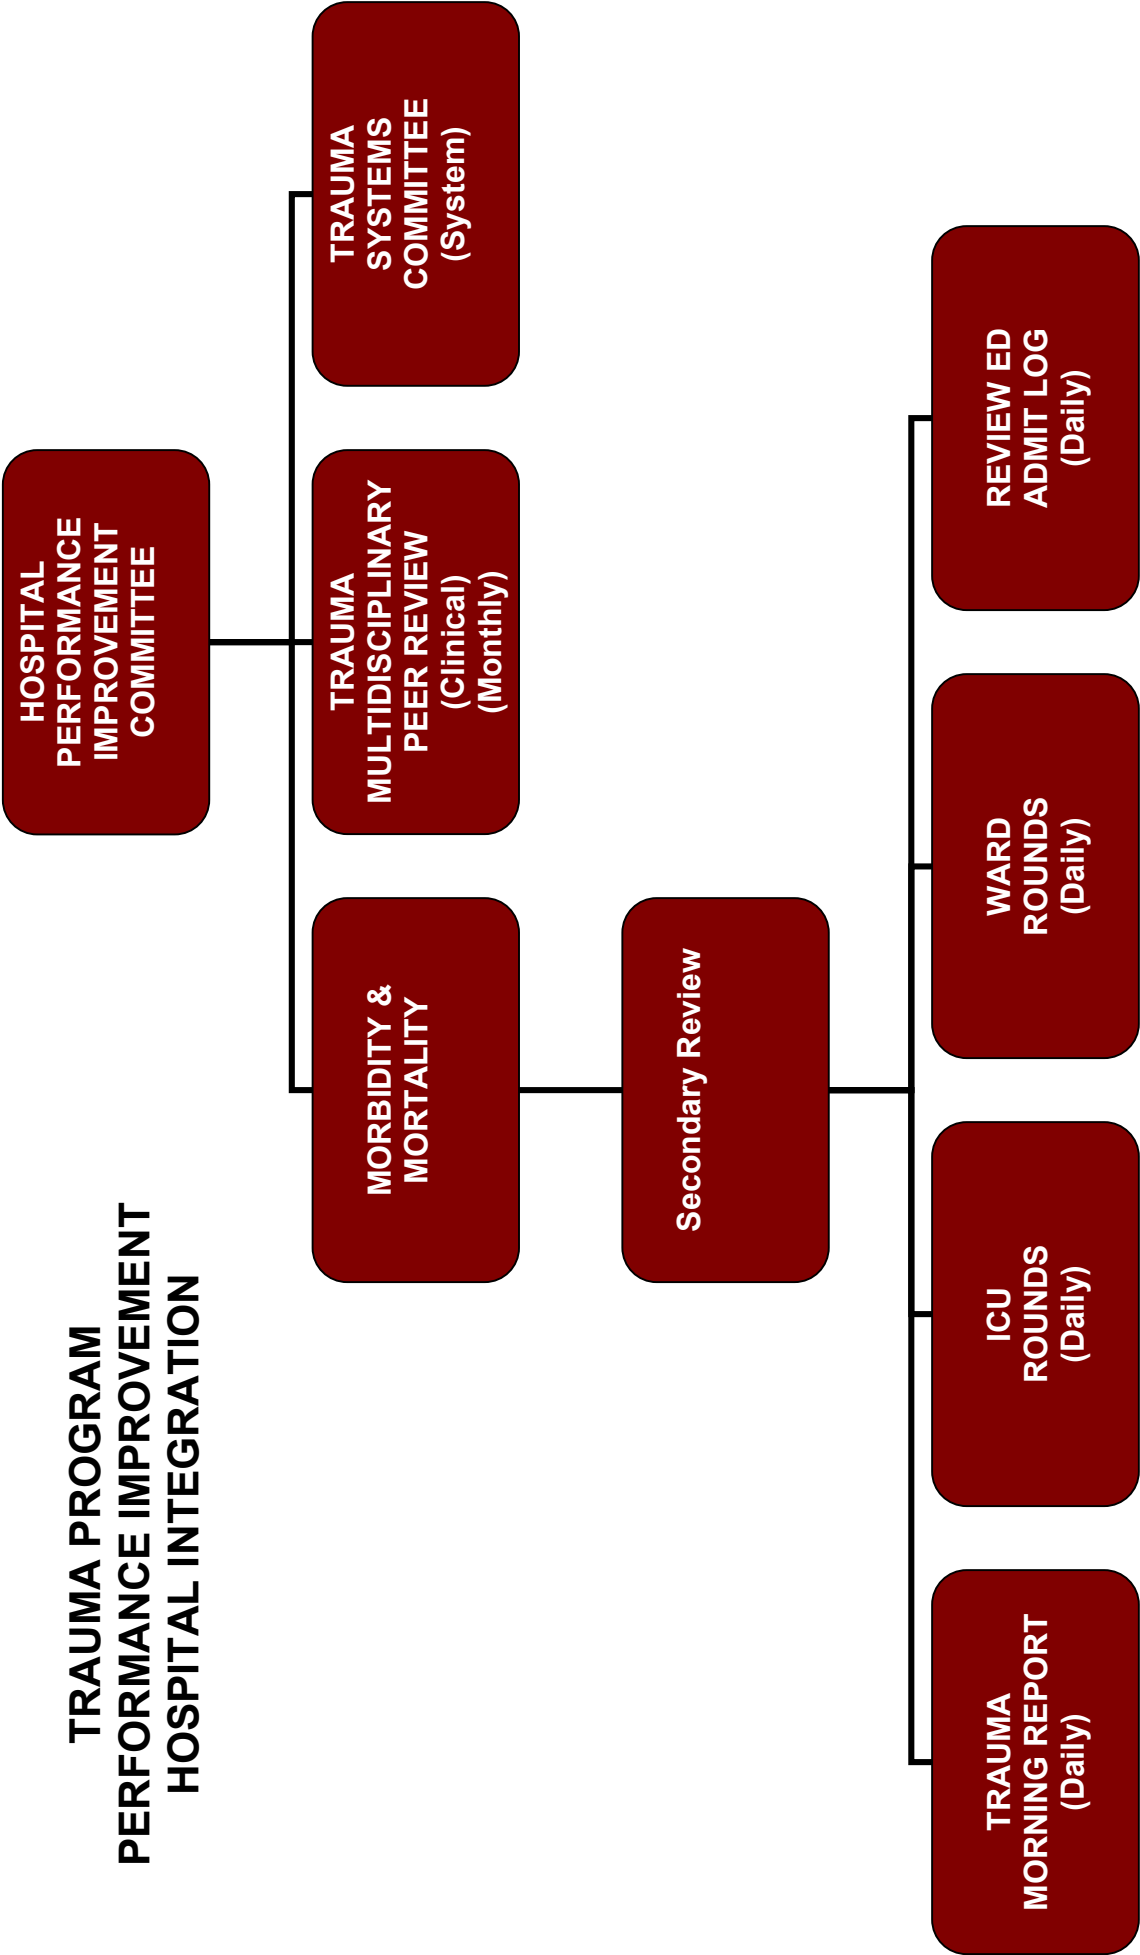 TRAUMA PROGRAM
PERFORMANCE IMPROVEMENT
HOSPITAL INTEGRATION
HOSPITAL
PERFORMANCE
IMPROVEMENT
COMMITTEE
MORBIDITY &
MORTALITY
TRAUMA
MULTIDISCIPLINARY
PEER REVIEW
(Clinical)
(Monthly)
TRAUMA
SYSTEMS
COMMITTEE
(System)
Secondary Review
TRAUMA
MORNING REPORT
(Daily)
ICU
ROUNDS
(Daily)
WARD
ROUNDS
(Daily)
REVIEW ED
ADMIT LOG
(Daily)